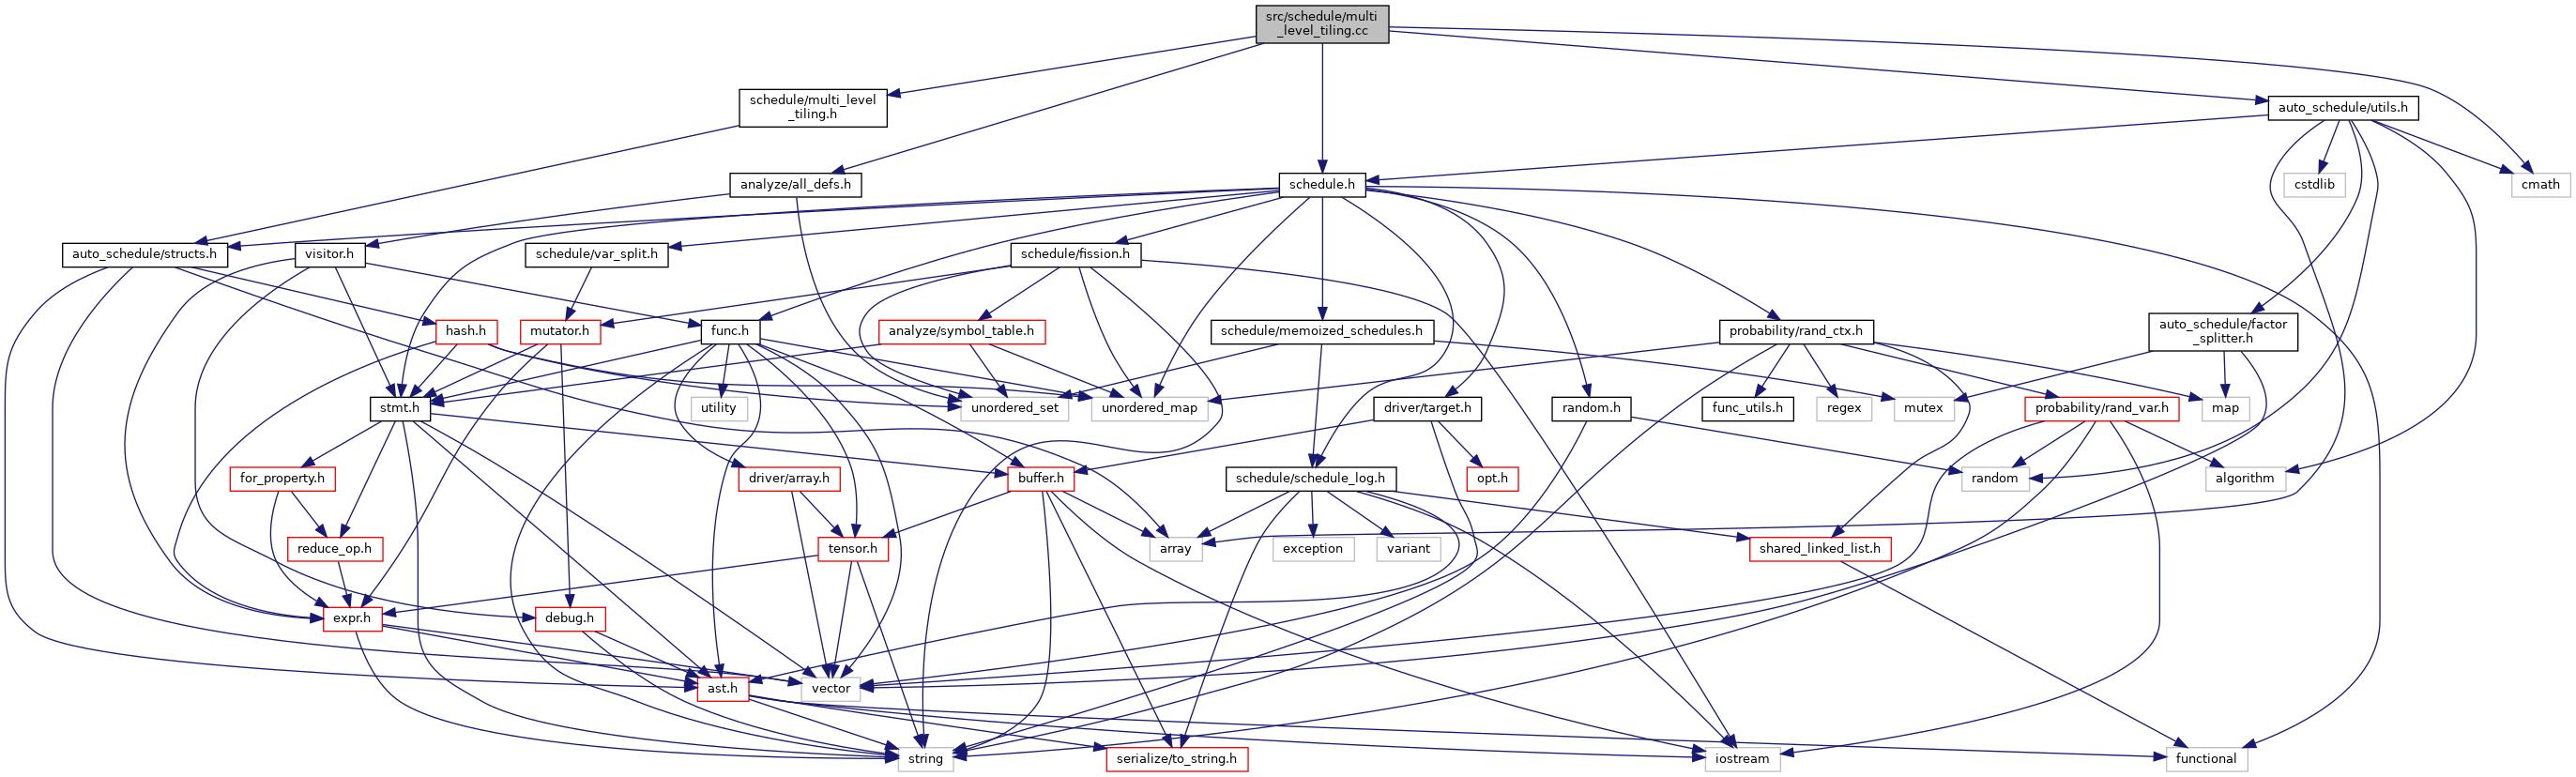 src/schedule/multi
_level_tiling.cc
schedule/multi_level
_tiling.h
auto_schedule/utils.h
analyze/all_defs.h
schedule.h
cstdlib
cmath
auto_schedule/structs.h
visitor.h
schedule/var_split.h
schedule/fission.h
hash.h
mutator.h
func.h
analyze/symbol_table.h
schedule/memoized_schedules.h
probability/rand_ctx.h
auto_schedule/factor
_splitter.h
stmt.h
utility
unordered_set
unordered_map
driver/target.h
random.h
func_utils.h
regex
mutex
probability/rand_var.h
map
for_property.h
driver/array.h
buffer.h
schedule/schedule_log.h
opt.h
random
algorithm
reduce_op.h
tensor.h
array
exception
variant
shared_linked_list.h
expr.h
debug.h
ast.h
vector
string
serialize/to_string.h
iostream
functional